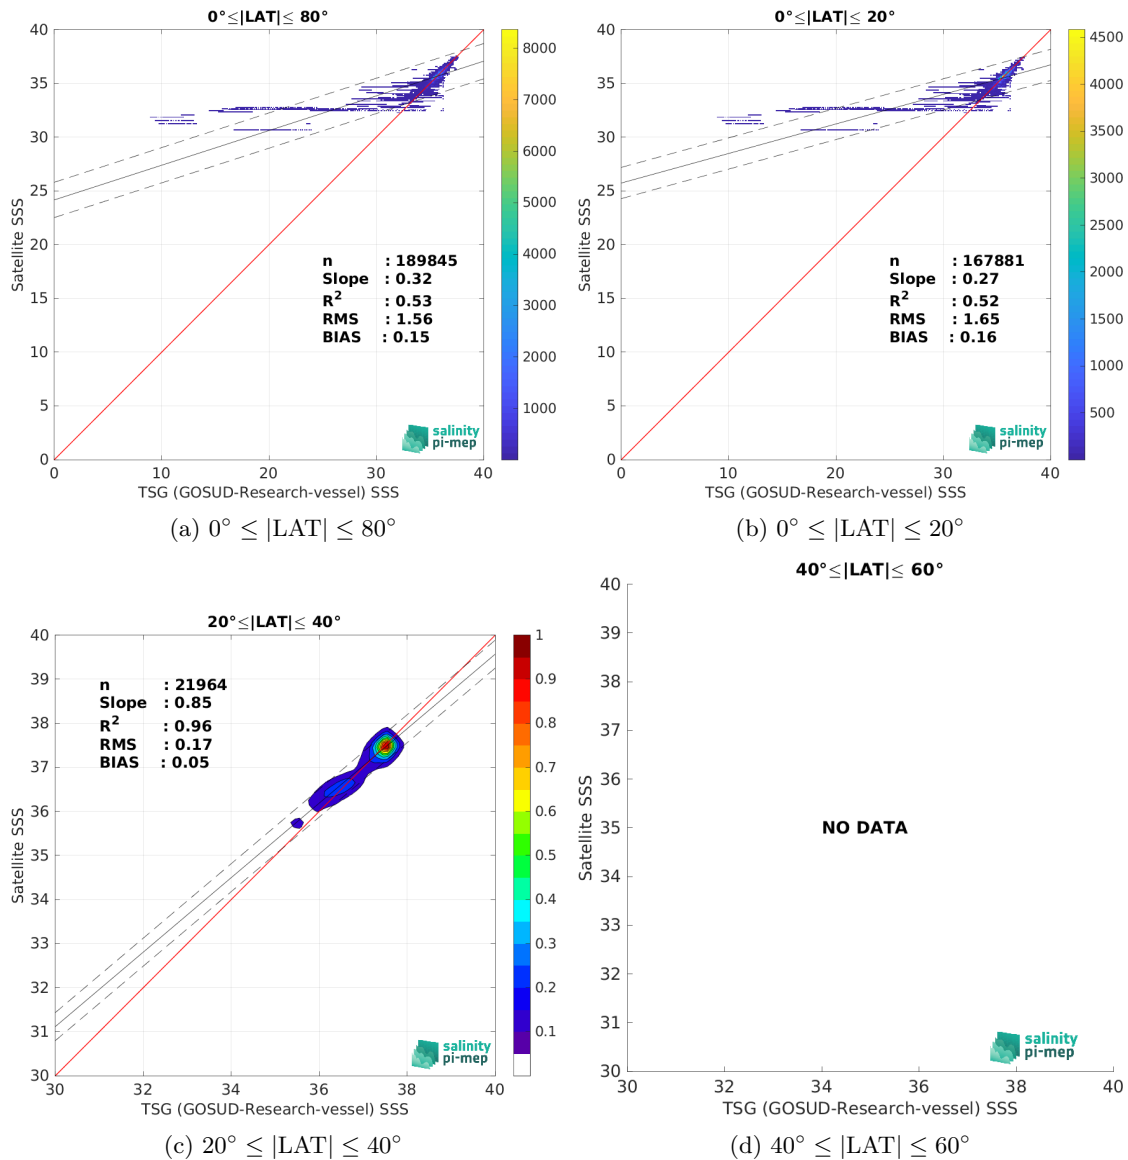 0°≤|LAT|≤ 80°
40
35
30
25
20
15
10
5
0
Satellite SSS
0
10
20
30
40
TSG (GOSUD-Research-vessel) SSS
n : 189845
Slope : 0.32
R² : 0.53
RMS : 1.56
BIAS : 0.15
salinity
pi-mep
8000
7000
6000
5000
4000
3000
2000
1000
(a) 0° ≤ |LAT| ≤ 80°
0°≤|LAT|≤ 20°
40
35
30
25
20
15
10
5
0
Satellite SSS
0
10
20
30
40
TSG (GOSUD-Research-vessel) SSS
n : 167881
Slope : 0.27
R² : 0.52
RMS : 1.65
BIAS : 0.16
salinity
pi-mep
4500
4000
3500
3000
2500
2000
1500
1000
500
(b) 0° ≤ |LAT| ≤ 20°
20°≤|LAT|≤ 40°
40
39
38
37
36
35
34
33
32
31
30
Satellite SSS
30
32
34
36
38
40
TSG (GOSUD-Research-vessel) SSS
n : 21964
Slope : 0.85
R² : 0.96
RMS : 0.17
BIAS : 0.05
salinity
pi-mep
1
0.9
0.8
0.7
0.6
0.5
0.4
0.3
0.2
0.1
(c) 20° ≤ |LAT| ≤ 40°
40°≤|LAT|≤ 60°
40
39
38
37
36
35
34
33
32
31
30
Satellite SSS
30
32
34
36
38
40
TSG (GOSUD-Research-vessel) SSS
NO DATA
salinity
pi-mep
(d) 40° ≤ |LAT| ≤ 60°